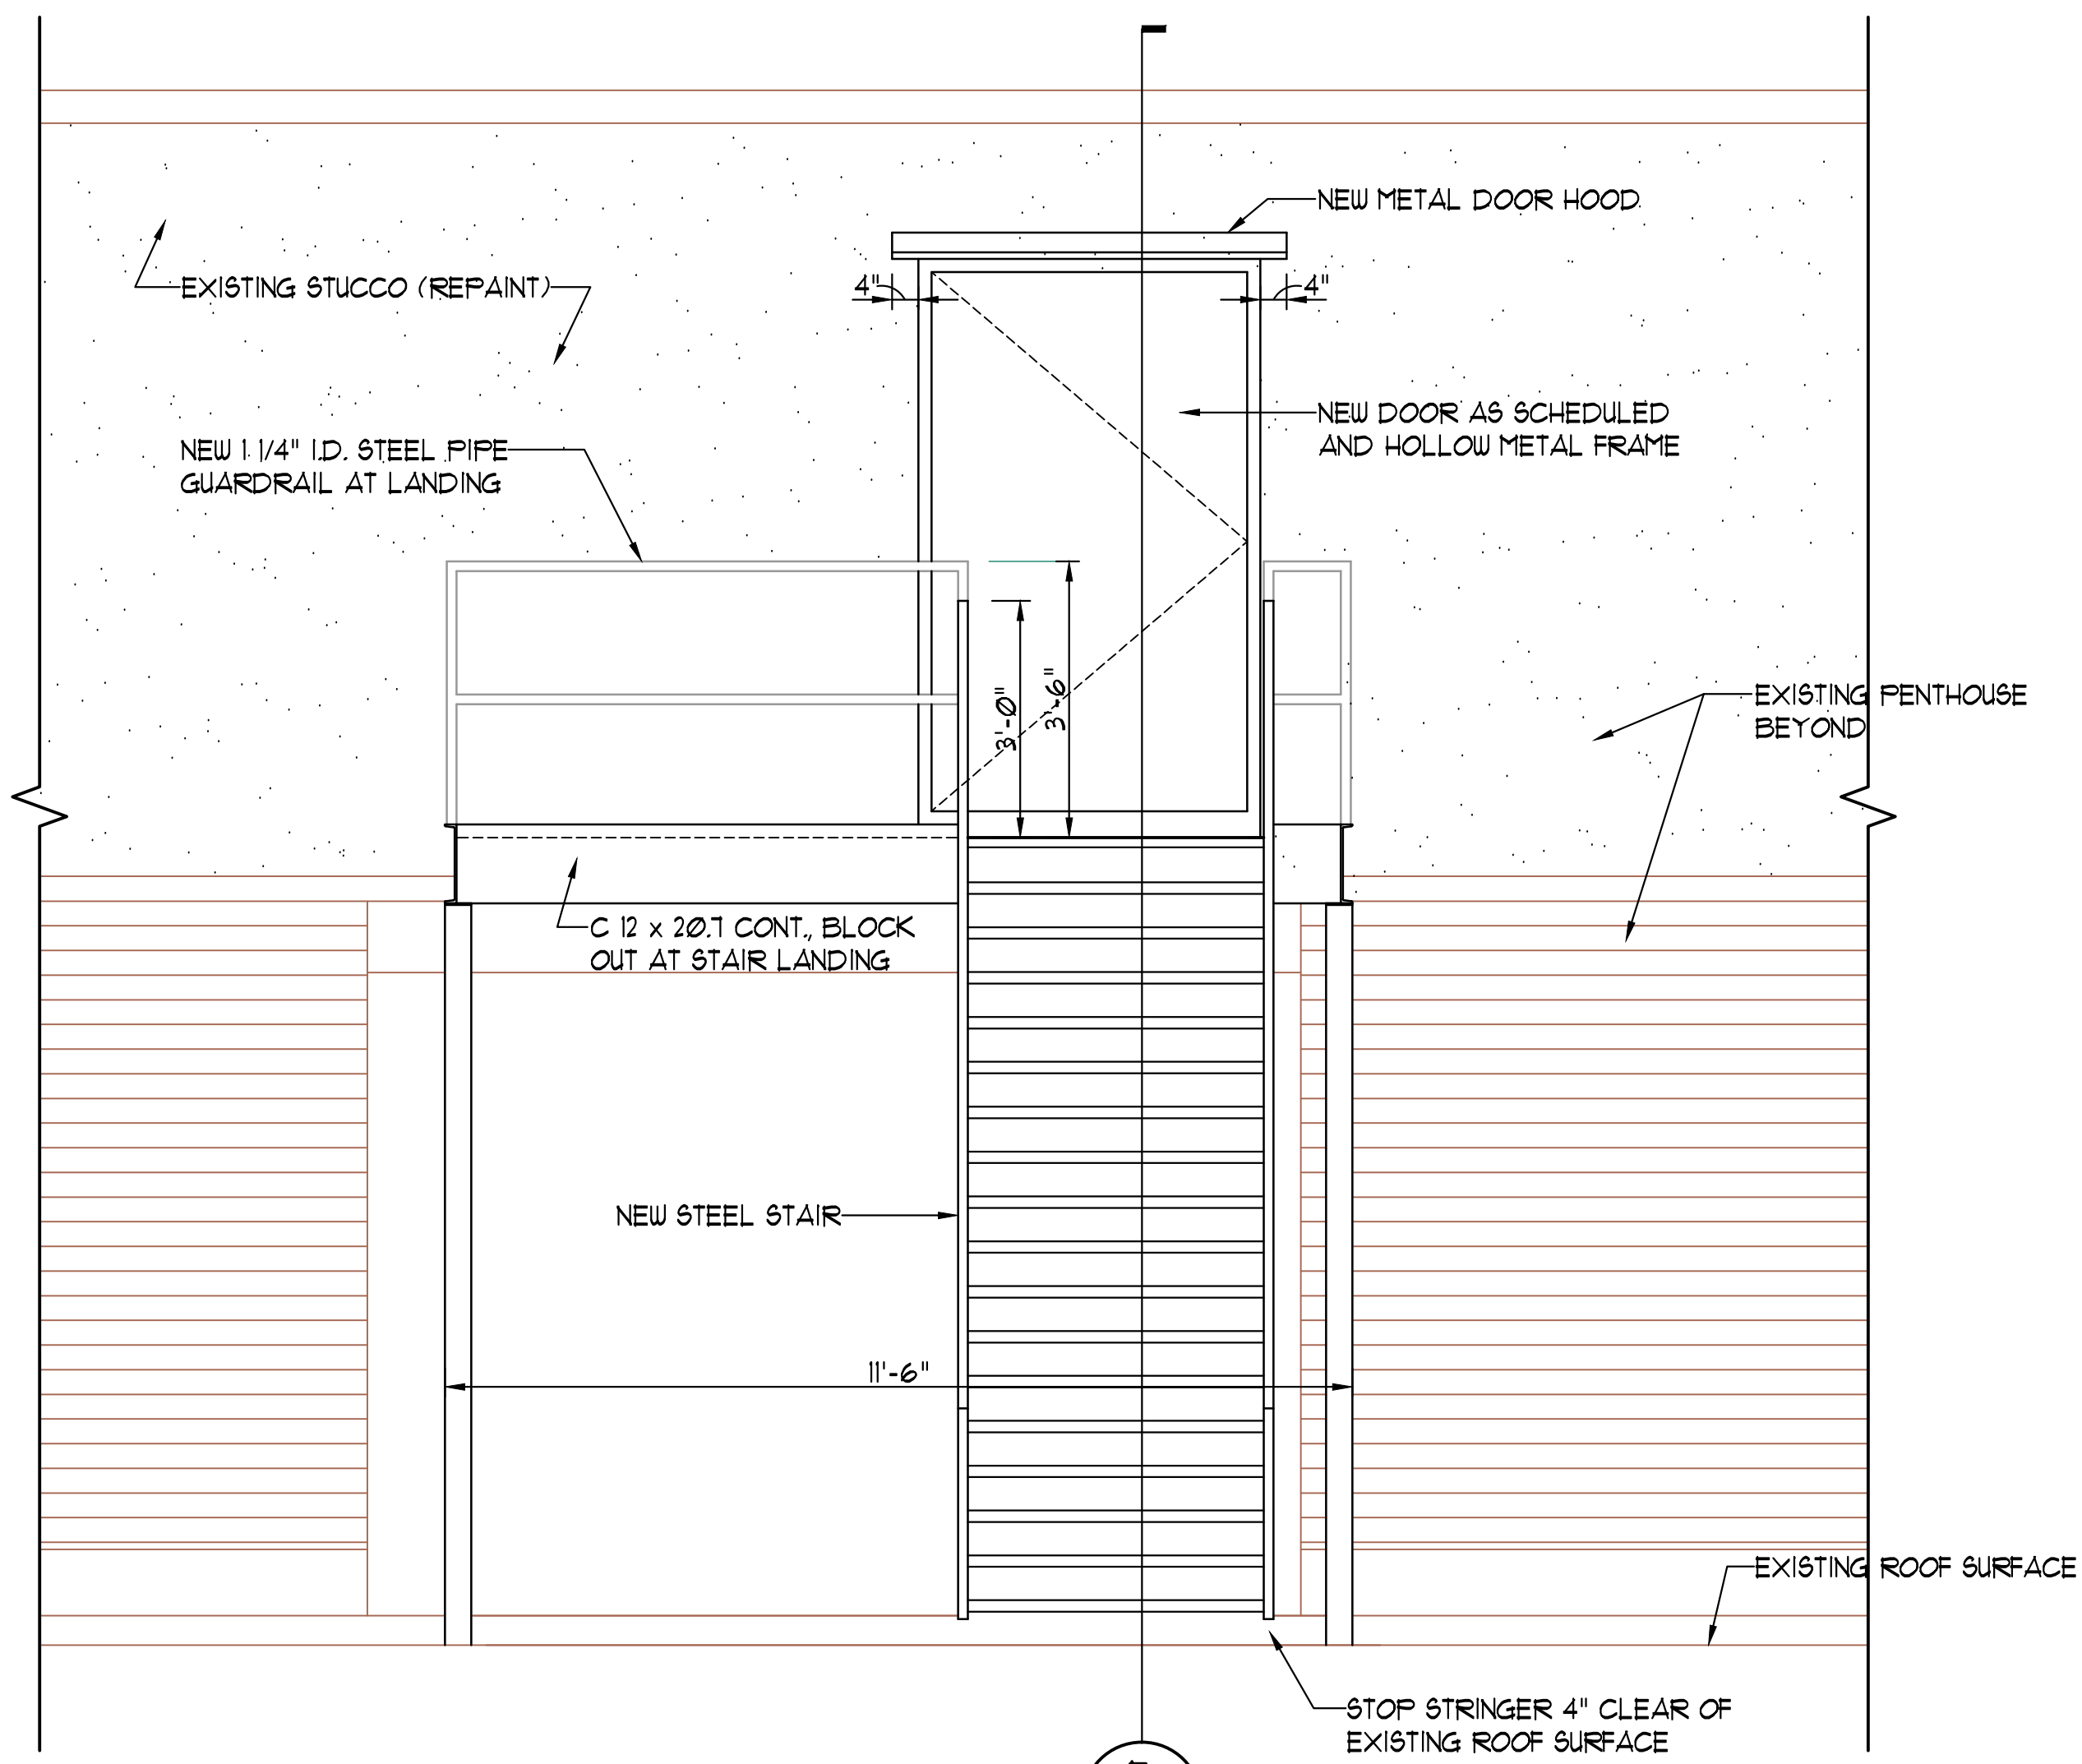 NEW METAL DOOR HOOD
EXISTING STUCCO (REPAINT)
4"
4"
NEW DOOR AS SCHEDULED
AND HOLLOW METAL FRAME
NEW 1 1/4" I.D. STEEL PIPE
GUARDRAIL AT LANDING
3'-0"
3'-6"
EXISTING PENTHOUSE
BEYOND
C 12 x 20.7 CONT., BLOCK
OUT AT STAIR LANDING
NEW STEEL STAIR
11'-6"
EXISTING ROOF SURFACE
STOP STRINGER 4" CLEAR OF
EXISTING ROOF SURFACE